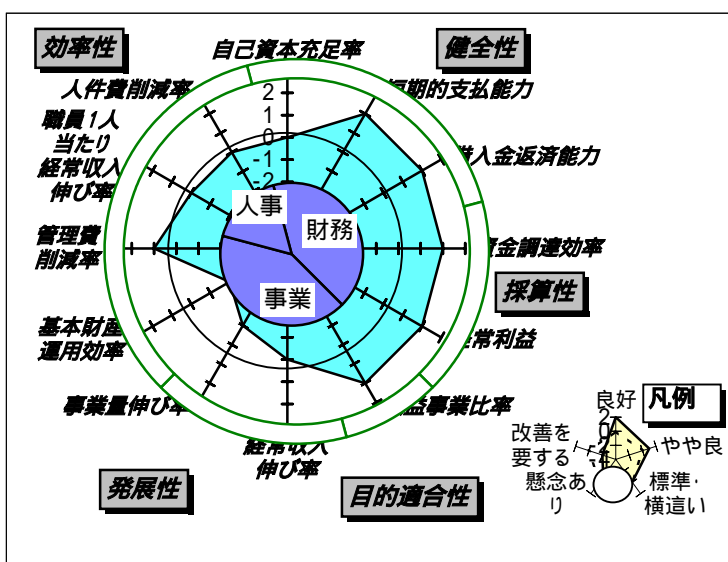 効率性
自己資本充足率
健全性
人件費削減率
短期的支払能力
職員1人
当たり
経常収入
伸び率
借入金返済能力
2
1
0
-1
-2
人事
財務
事業
管理費
削減率
資金調達効率
採算性
基本財産
運用効率
経常利益
事業量伸び率
益事業比率
経常収入
伸び率
発展性
目的適合性
凡例
良好
2
0
改善を
要する
やや良
懸念あ
り
標準・
横這い